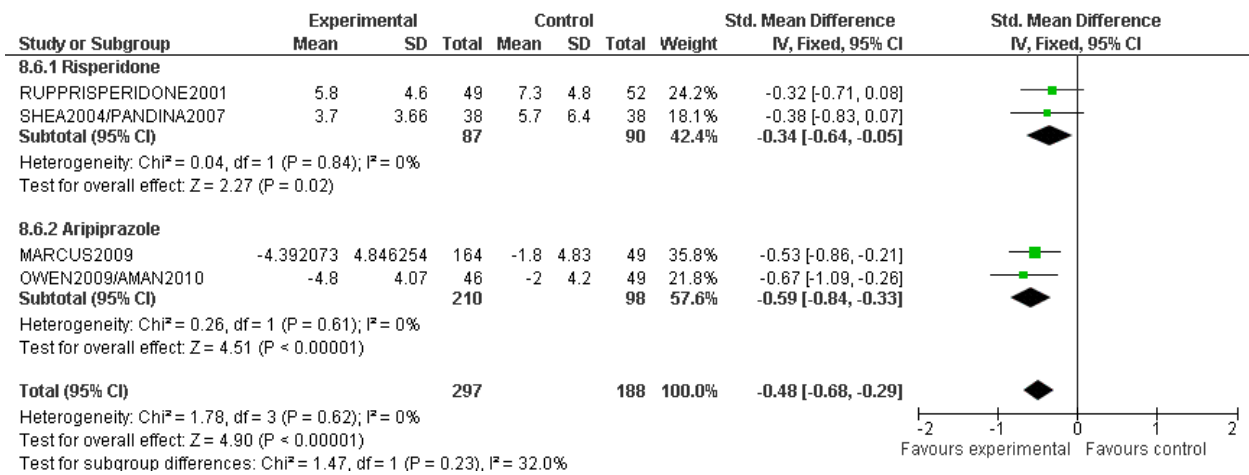 Experimental Control Std. Mean Difference Std. Mean Difference
Study or Subgroup Mean SD Total Mean SD Total Weight IV, Fixed, 95% CI IV, Fixed, 95% CI
8.6.1 Risperidone
RUPPRISPERIDONE2001 5.8 4.6 49 7.3 4.8 52 24.2% -0.32 [-0.71, 0.08]
SHEA2004/PANDINA2007 3.7 3.66 38 5.7 6.4 38 18.1% -0.38 [-0.83, 0.07]
Subtotal (95% CI) 87 90 42.4% -0.34 [-0.64, -0.05]
Heterogeneity: Chi² = 0.04, df = 1 (P = 0.84); I² = 0%
Test for overall effect: Z = 2.27 (P = 0.02)
8.6.2 Aripiprazole
MARCUS2009 -4.392073 4.846254 164 -1.8 4.83 49 35.8% -0.53 [-0.86, -0.21]
OWEN2009/AMAN2010 -4.8 4.07 46 -2 4.2 49 21.8% -0.67 [-1.09, -0.26]
Subtotal (95% CI) 210 98 57.6% -0.59 [-0.84, -0.33]
Heterogeneity: Chi² = 0.26, df = 1 (P = 0.61); I² = 0%
Test for overall effect: Z = 4.51 (P < 0.00001)
Total (95% CI) 297 188 100.0% -0.48 [-0.68, -0.29]
Heterogeneity: Chi² = 1.78, df = 3 (P = 0.62); I² = 0%
Test for overall effect: Z = 4.90 (P < 0.00001)
Test for subgroup differences: Chi² = 1.47, df = 1 (P = 0.23), I² = 32.0%
-2 -1 0 1 2
Favours experimental Favours control